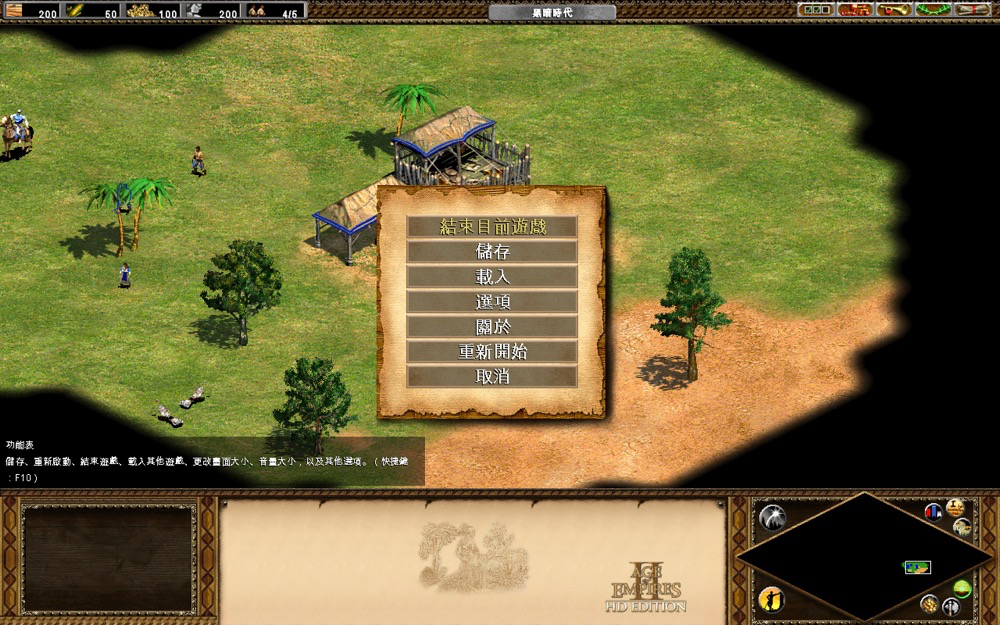 200
50
100
200
4/5
黑暗時代
結束目前遊戲
儲存
載入
選項
關於
重新開始
取消
功能表
儲存、重新啟動、結束遊戲、載入其他遊戲、更改畫面大小、音量大小，以及其他選項。（快捷鍵
：F10）
AGE
OF
EMPIRES
II
HD EDITION